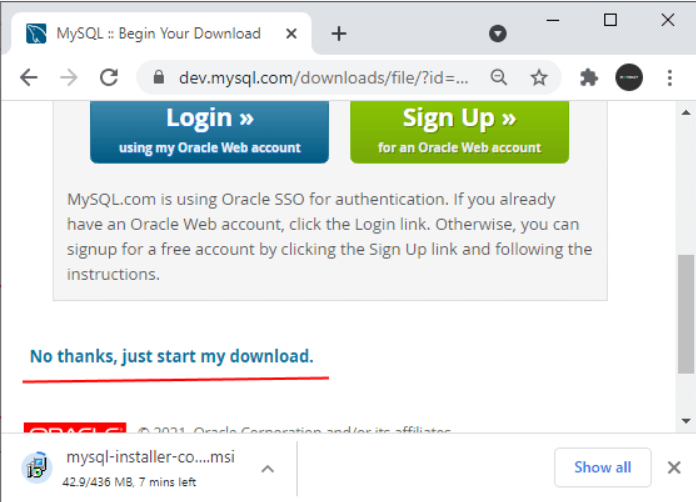 MySQL :: Begin Your Download
dev.mysql.com/downloads/file/?id=...
Login »
using my Oracle Web account
Sign Up »
for an Oracle Web account
MySQL.com is using Oracle SSO for authentication. If you already
have an Oracle Web account, click the Login link. Otherwise, you can
signup for a free account by clicking the Sign Up link and following the
instructions.
No thanks, just start my download.
ORACLE © 2021, Oracle Corporation and/or its affiliates
mysql-installer-co....msi
42.9/436 MB, 7 mins left
Show all